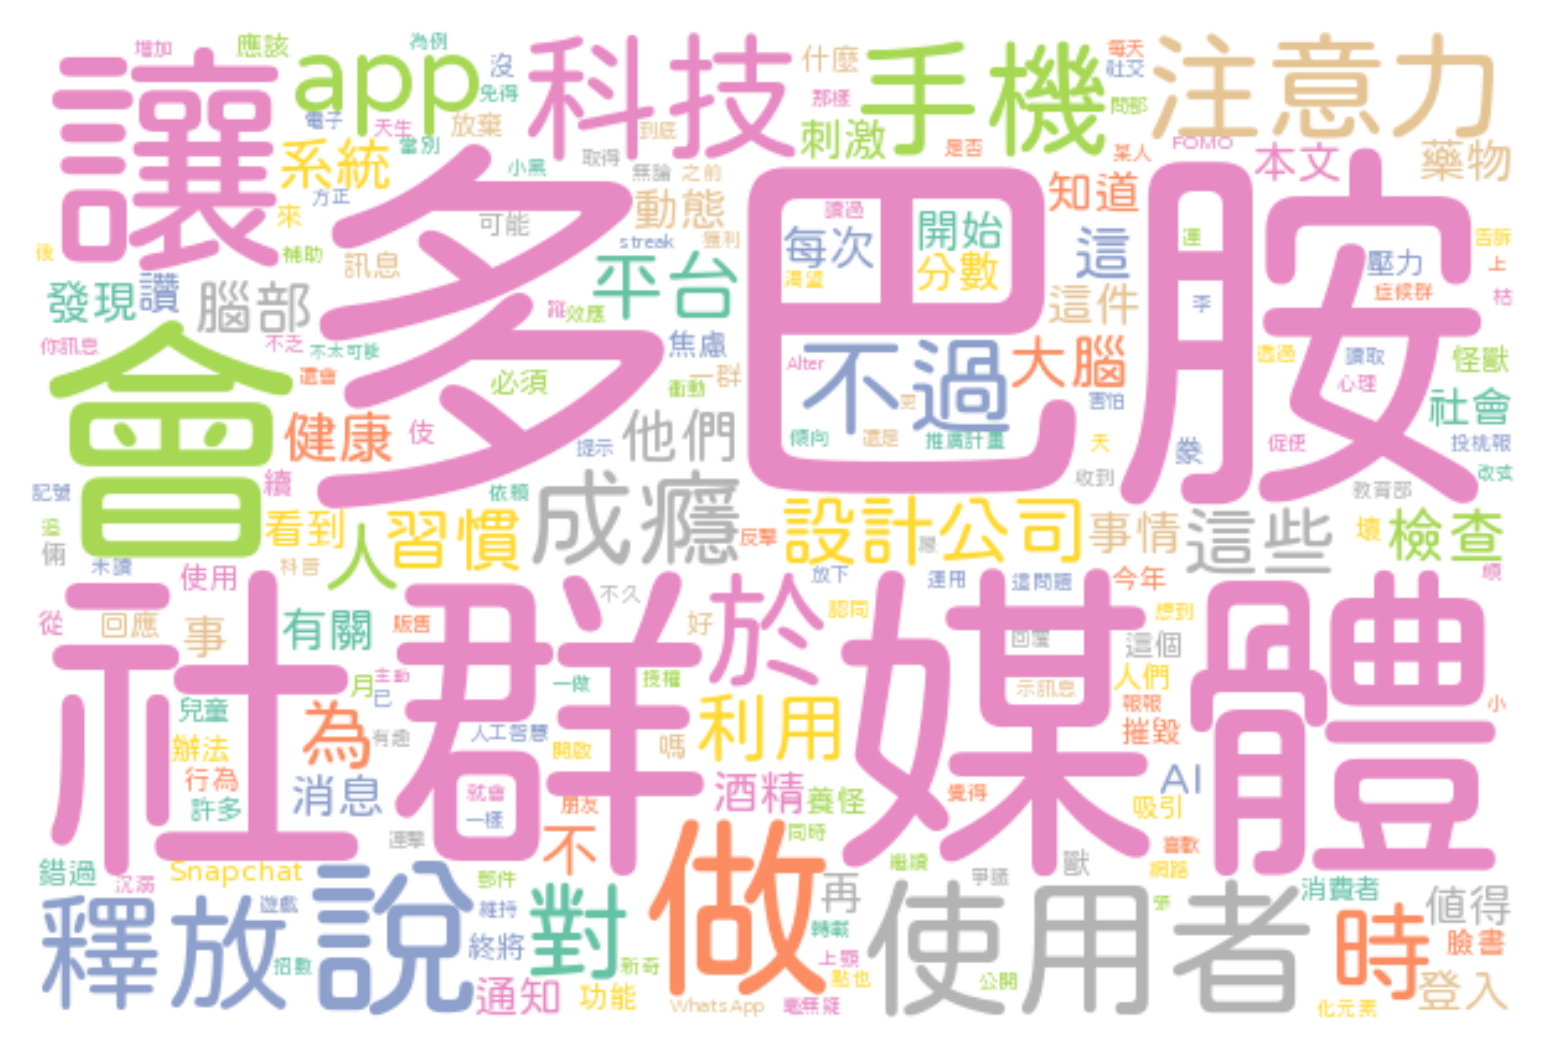 增加
應該
為例
讓
app
沒
免得
科技
什麼
手機
每天
社交
注意力
電子
天生
放棄
那樣
到底
刺激
問都
是否
某人
FOMO
當別
系統
小黑
取得
無論
之前
本文
藥物
方正
來
可能
動態
讀過
知道
後
補助
訊息
streak
獲利
每次
開始
這
運
告訴
上
壓力
發現
讚
腦部
多巴胺
平台
渴望
分數
這件
季
症候群
枯
效應
你訊息
不乏
不太可能
焦慮
一群
Alter
不過
大腦
透過
讀取
怪獸
還會
必須
衝動
更
害怕
心理
會
健康
伎
提示
他們
傾向
還是
推廣計畫
天
促使
社會
投桃報
記號
續
依賴
成癮
收到
教育部
改弦
追
倆
看到
人
習慣
反擊
設計
公司
事情
這些
壞
檢查
未讀
科普
使用
不久
放下
運用
這問題
今年
從
回應
事
有關
販售
好
於
認同
想到
回覆
這個
社群媒體
月
主動
已
一做
授權
示訊息
人們
兒童
為
有趣
人工智慧
開啟
嗎
利用
報報
小
辦法
摧毀
行為
許多
消息
就會
一樣
朋友
酒精
養怪
覺得
AI
吸引
連擊
不
同時
喜歡
錯過
沉溺
Snapchat
郵件
做
繼續
爭議
獸
網路
釋放
遊戲
說
維持
對
再
使用者
消費者
值得
轉載
時
臉書
終將
招數
新奇
上顯
點也
通知
功能
WhatsApp
毫無疑
公開
化元素
登入